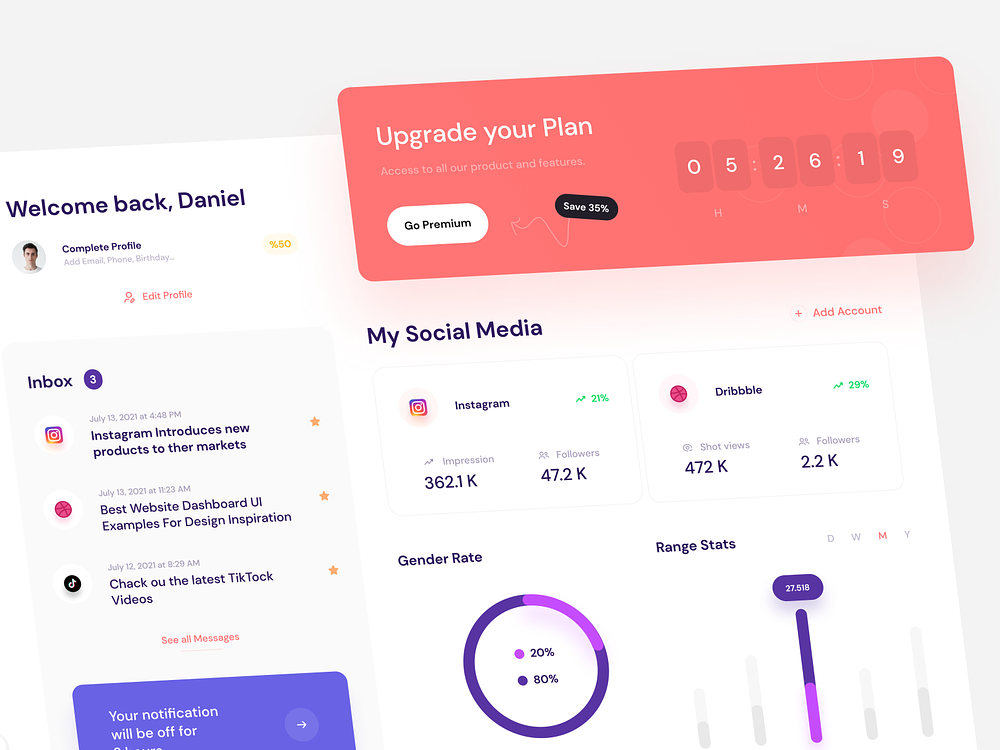 Welcome back, Daniel
Complete Profile
Add Email, Phone, Birthday...
%50
Edit Profile
Inbox 3
July 13, 2021 at 4:48 PM
Instagram Introduces new
products to ther markets
July 13, 2021 at 11:23 AM
Best Website Dashboard UI
Examples For Design Inspiration
July 12, 2021 at 8:29 AM
Chack ou the latest TikTock
Videos
See all Messages
Your notification
will be off for
Upgrade your Plan
Access to all our product and features.
Go Premium
Save 35%
0 5 : 2 6 : 1 9
H M S
My Social Media
+ Add Account
Instagram
21%
Impression
362.1 K
Followers
47.2 K
Dribbble
29%
Shot views
472 K
Followers
2.2 K
Gender Rate
20%
80%
Range Stats
D W M Y
27.518